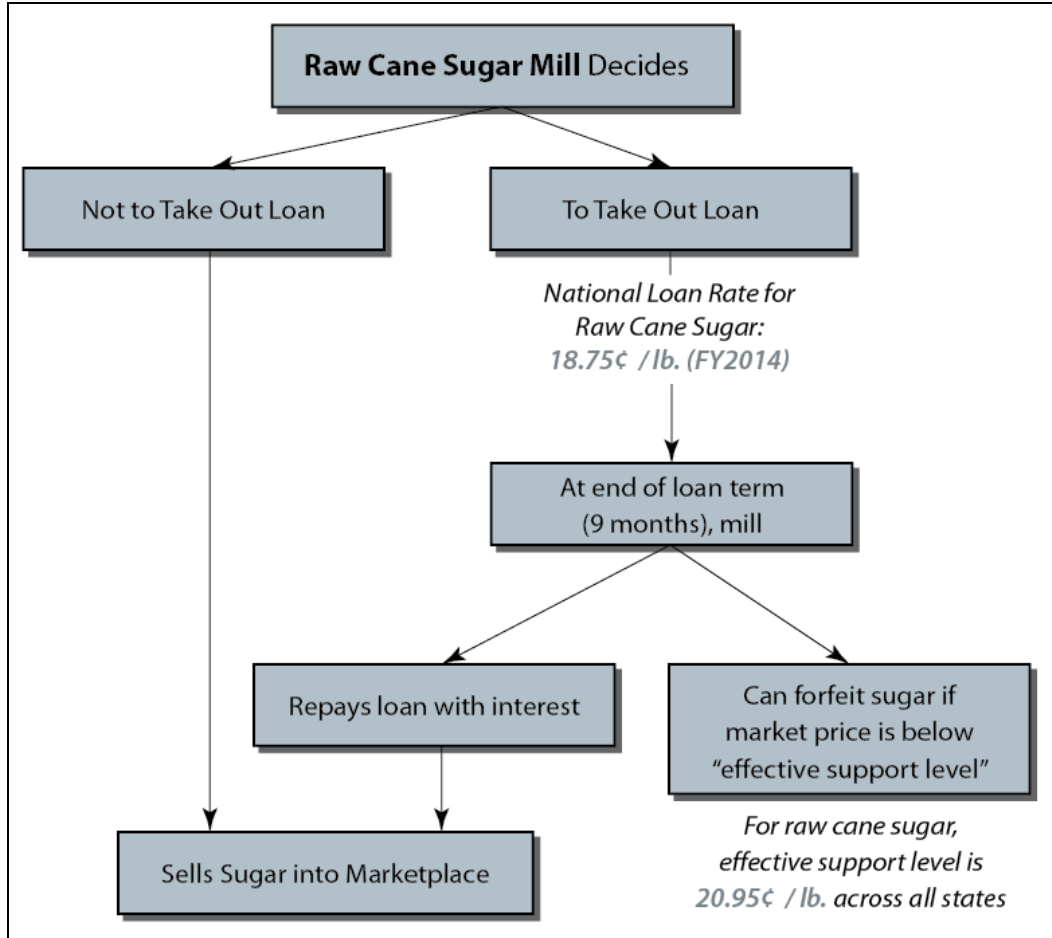 Raw Cane Sugar Mill Decides
Not to Take Out Loan
To Take Out Loan
National Loan Rate for
Raw Cane Sugar:
18.75¢ / lb. (FY2014)
At end of loan term
(9 months), mill
Repays loan with interest
Can forfeit sugar if
market price is below
“effective support level”
Sells Sugar into Marketplace
For raw cane sugar,
effective support level is
20.95¢ / lb. across all states